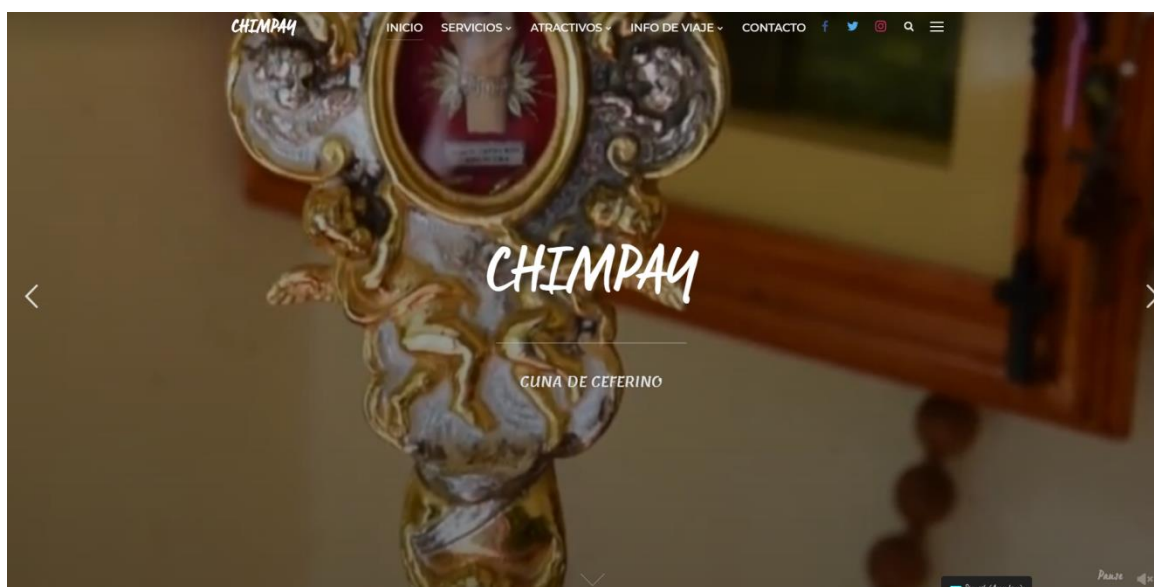 CHIMPAY
INICIO SERVICIOS ATRACTIVOS INFO DE VIAJE CONTACTO
CHIMPAY
CUNA DE CEFERINO
Pause